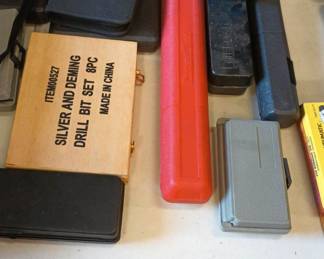 ITEM00527
SILVER AND DEMING
DRILL BIT SET 8PC
MADE IN CHINA